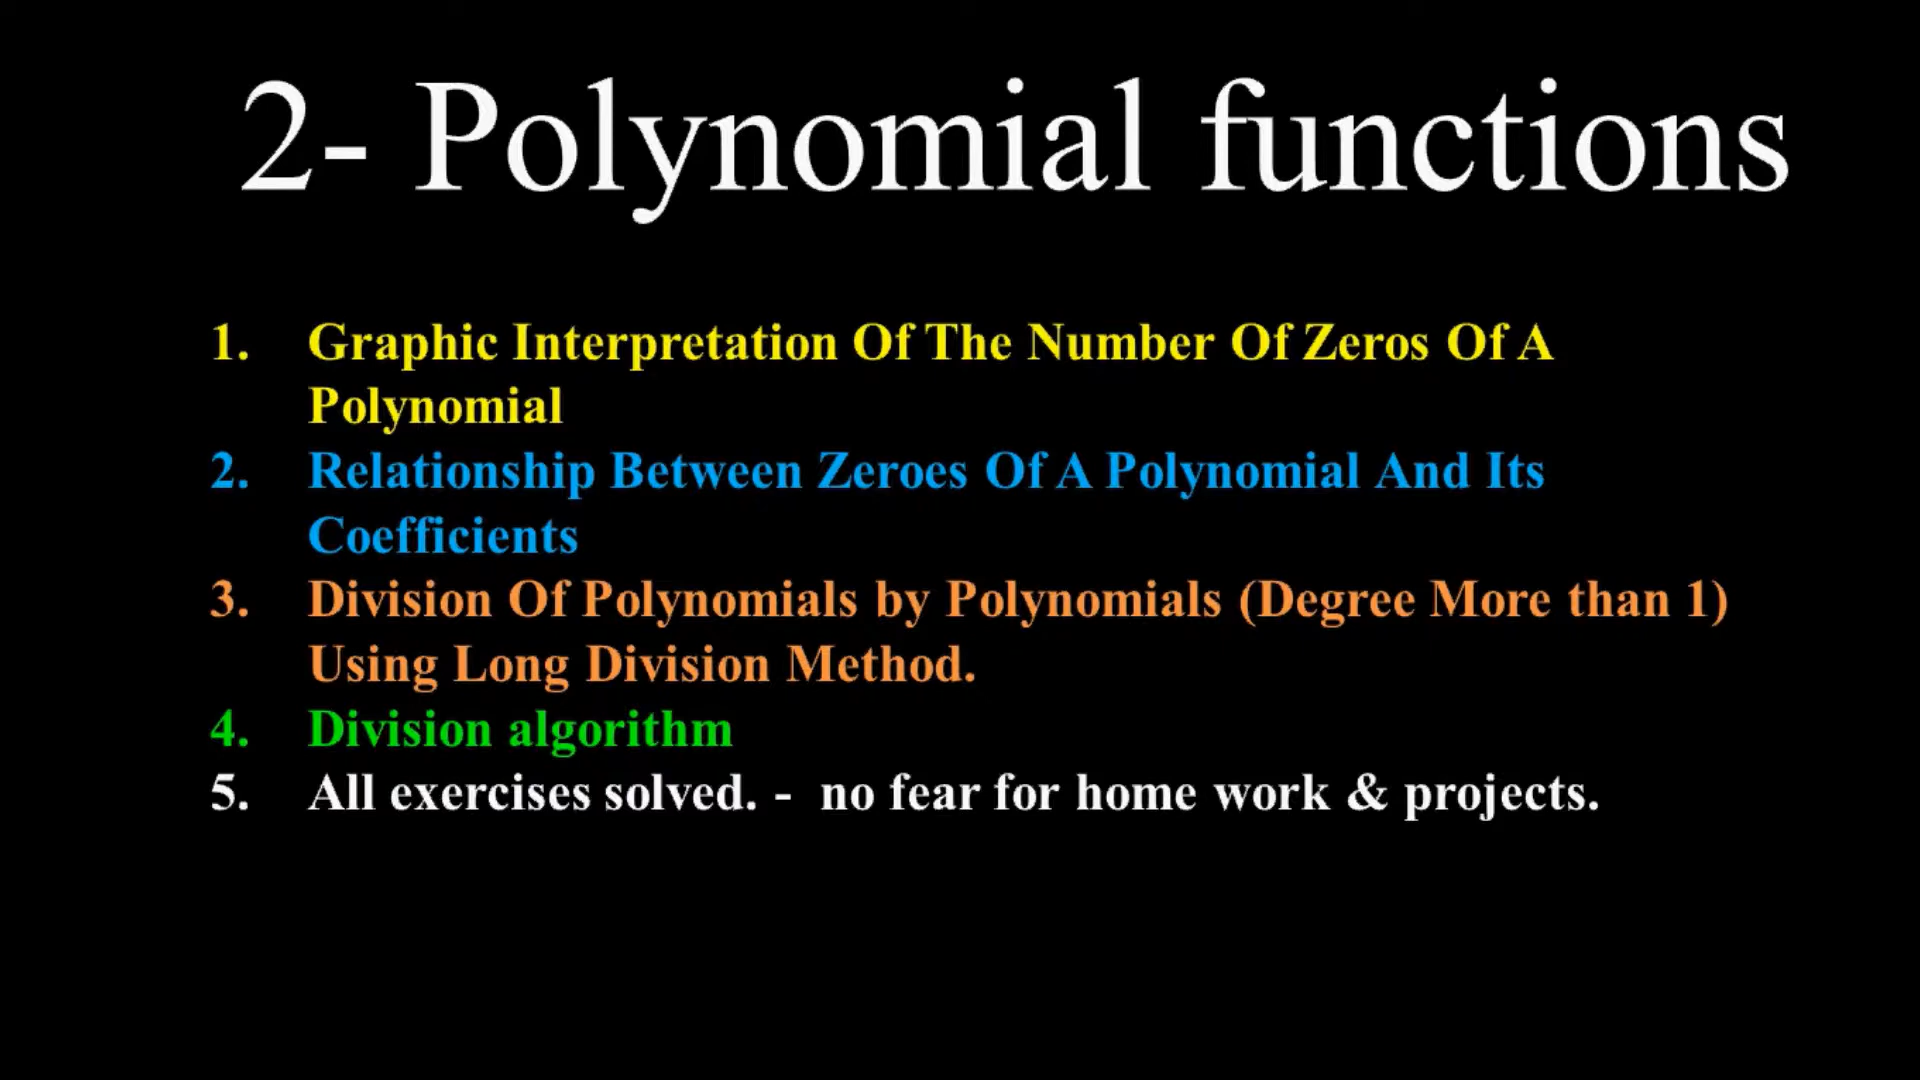 2- Polynomial functions
1. Graphic Interpretation Of The Number Of Zeros Of A
Polynomial
2. Relationship Between Zeroes Of A Polynomial And Its
Coefficients
3. Division Of Polynomials by Polynomials (Degree More than 1)
Using Long Division Method.
4. Division algorithm
5. All exercises solved. - no fear for home work & projects.